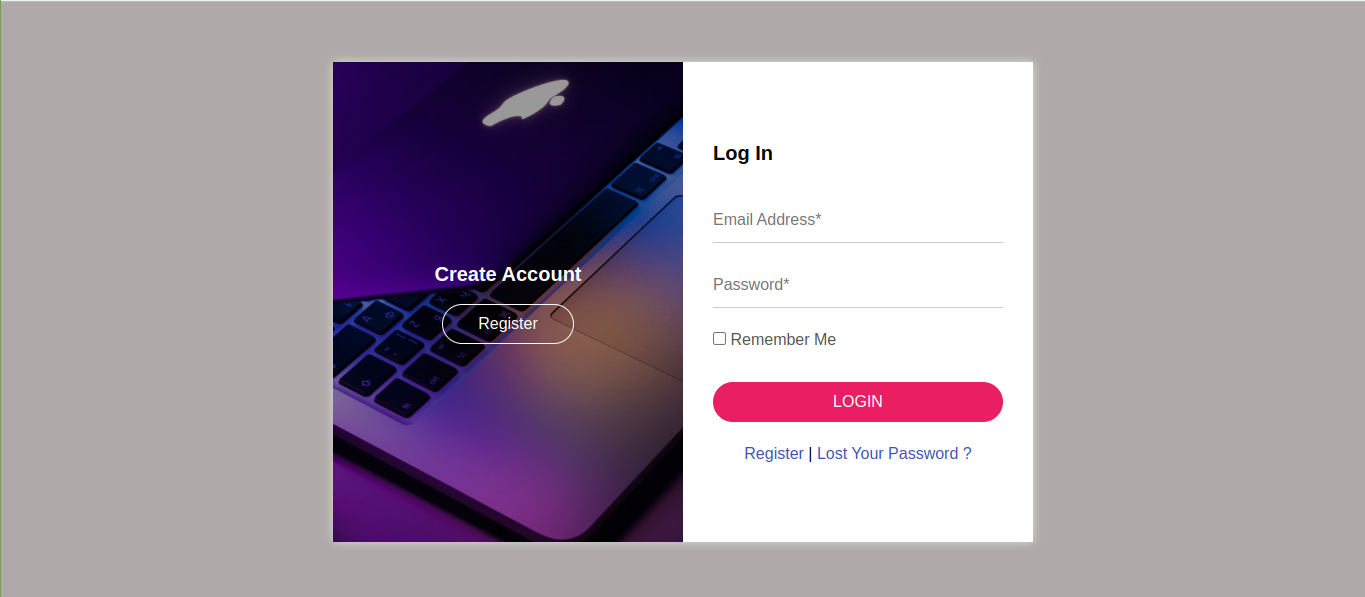 Create Account
Register
Log In
Email Address*
Password*
Remember Me
LOGIN
Register | Lost Your Password ?